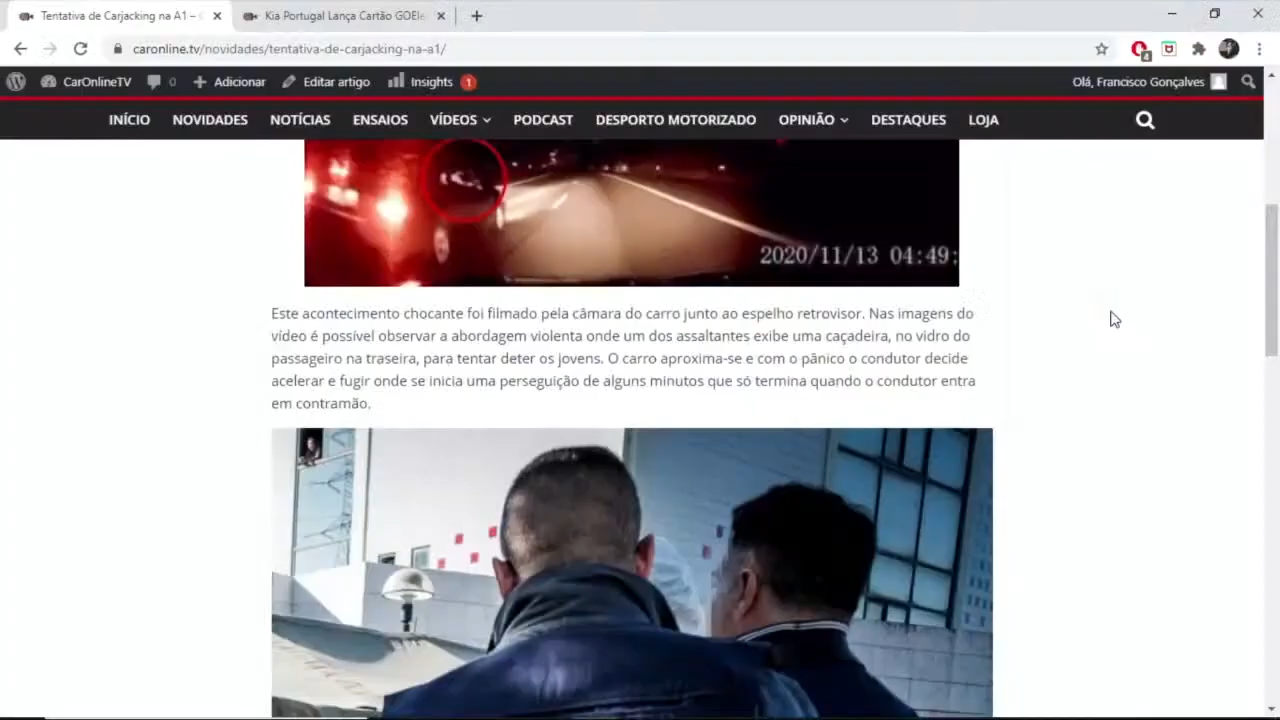 Tentativa de Carjacking na A1 –
Kia Portugal Lança Cartão GOEle
caronline.tv/novidades/tentativa-de-carjacking-na-a1/
4
CarOnlineTV 0 Adicionar Editar artigo Insights 1 Olá, Francisco Gonçalves
INÍCIO NOVIDADES NOTÍCIAS ENSAIOS VÍDEOS PODCAST DESPORTO MOTORIZADO OPINIÃO DESTAQUES LOJA
2020/11/13 04:49:
Este acontecimento chocante foi filmado pela câmara do carro junto ao espelho retrovisor. Nas imagens do
vídeo é possível observar a abordagem violenta onde um dos assaltantes exibe uma caçadeira, no vidro do
passageiro na traseira, para tentar deter os jovens. O carro aproxima-se e com o pânico o condutor decide
acelerar e fugir onde se inicia uma perseguição de alguns minutos que só termina quando o condutor entra
em contramão.